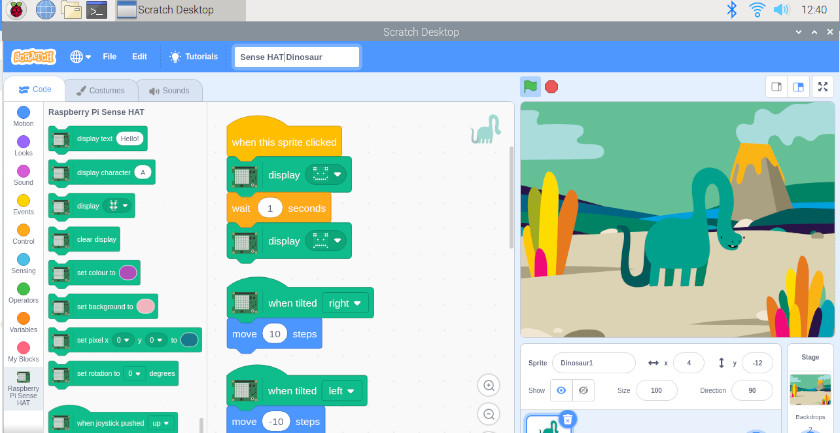 Scratch Desktop
12:40
Scratch Desktop
SCRATCH
File
Edit
Tutorials
Sense HAT Dinosaur
Code
Costumes
Sounds
Motion
Looks
Sound
Events
Control
Sensing
Operators
Variables
My Blocks
Raspberry
Pi Sense
HAT
Raspberry Pi Sense HAT
display text Hello!
display character A
display
clear display
set colour to
set background to
set pixel x 0 y 0 to
set rotation to 0 degrees
when joystick pushed up
when this sprite clicked
display
wait 1 seconds
display
when tilted right
move 10 steps
when tilted left
move -10 steps
Sprite Dinosaur1 x 4 y -12
Show Size 100 Direction 90
Stage
Backdrops
2